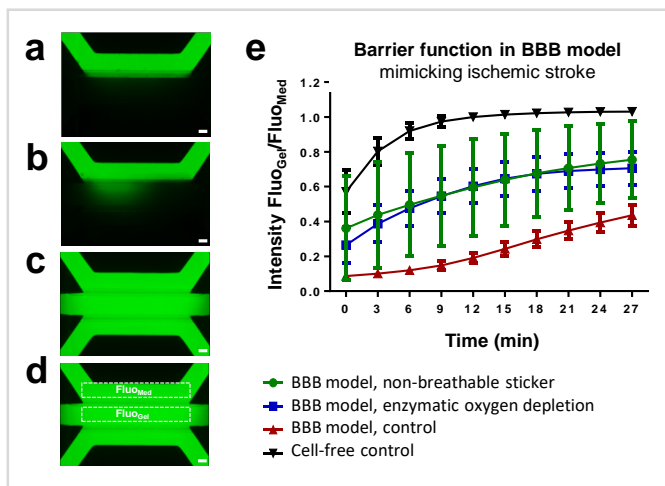 a
b
c
d
Fluo_Med
Fluo_Gel
e
Barrier function in BBB model
mimicking ischemic stroke
Intensity Fluo_Gel/Fluo_Med
1.2
1.0
0.8
0.6
0.4
0.2
0.0
0 3 6 9 12 15 18 21 24 27
Time (min)
BBB model, non-breathable sticker
BBB model, enzymatic oxygen depletion
BBB model, control
Cell-free control